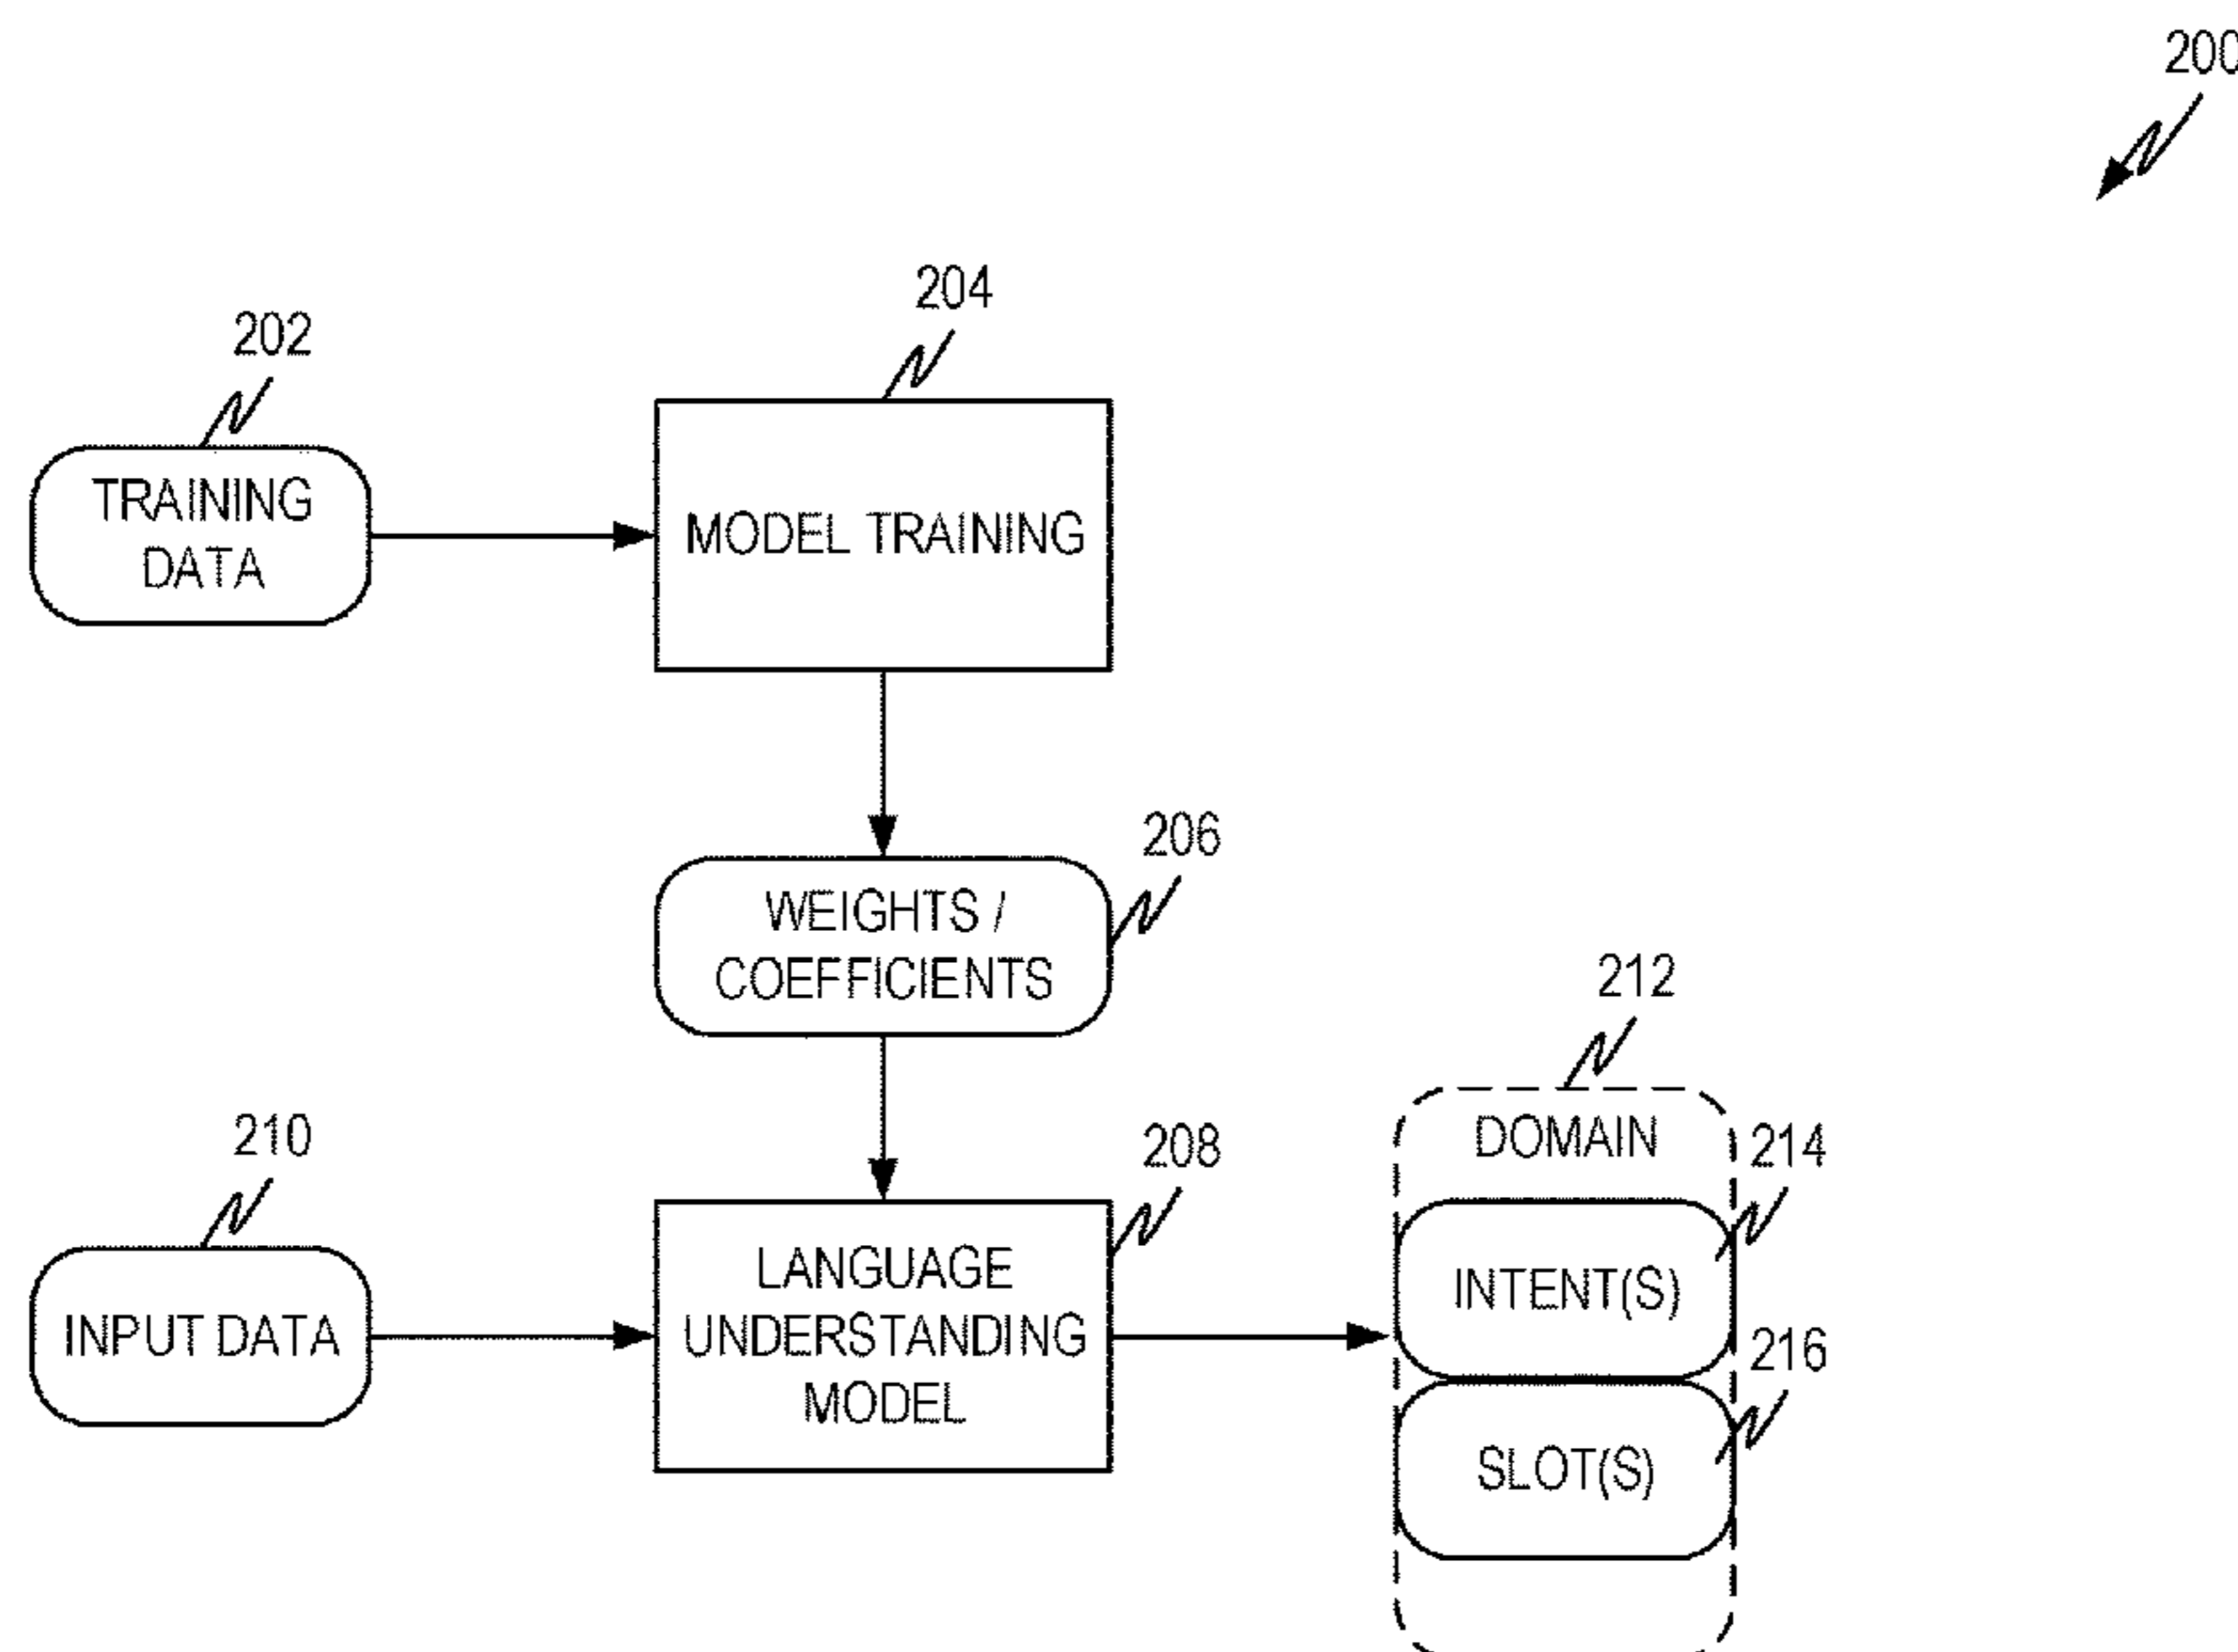 200
204
202
TRAINING
DATA
MODEL TRAINING
206
WEIGHTS /
COEFFICIENTS
212
210
208
DOMAIN
214
INPUT DATA
LANGUAGE
UNDERSTANDING
MODEL
INTENT(S)
216
SLOT(S)